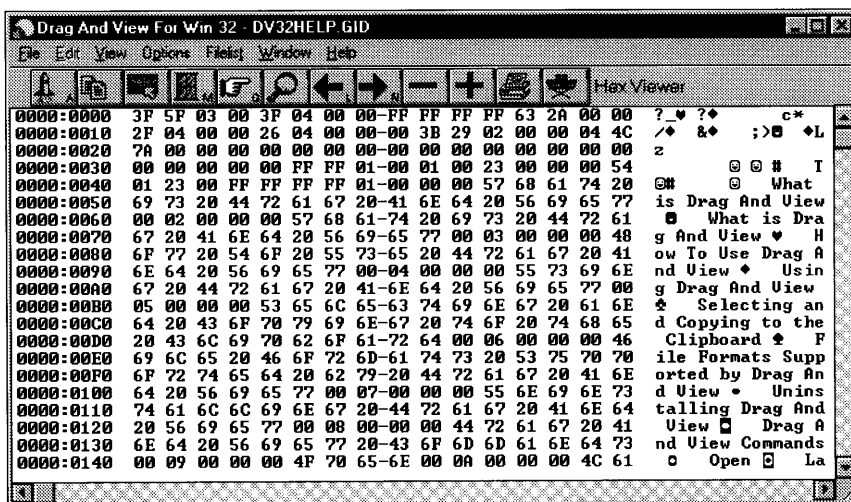 Drag And View For Win 32 - DV32HELP.GID
File Edit View Options Filelist Window Help
A M Q L N Hex Viewer
0000:0000 3F 5F 03 00 3F 04 00 00-FF FF FF FF 63 2A 00 00 ?_♥ ?♦ c*
0000:0010 2F 04 00 00 26 04 00 00-00 3B 29 02 00 00 04 4C /♦ &♦ ;)☻ ♦L
0000:0020 7A 00 00 00 00 00 00 00-00 00 00 00 00 00 00 00 z
0000:0030 00 00 00 00 00 FF FF 01-00 01 00 23 00 00 00 54 ☺ ☺ # T
0000:0040 01 23 00 FF FF FF FF 01-00 00 00 57 68 61 74 20 ☺# ☺ What
0000:0050 69 73 20 44 72 61 67 20-41 6E 64 20 56 69 65 77 is Drag And View
0000:0060 00 02 00 00 00 57 68 61-74 20 69 73 20 44 72 61 ☻ What is Dra
0000:0070 67 20 41 6E 64 20 56 69-65 77 00 03 00 00 00 48 g And View ♥ H
0000:0080 6F 77 20 54 6F 20 55 73-65 20 44 72 61 67 20 41 ow To Use Drag A
0000:0090 6E 64 20 56 69 65 77 00-04 00 00 00 55 73 69 6E nd View ♦ Usin
0000:00A0 67 20 44 72 61 67 20 41-6E 64 20 56 69 65 77 00 g Drag And View
0000:00B0 05 00 00 00 53 65 6C 65-63 74 69 6E 67 20 61 6E ♣ Selecting an
0000:00C0 64 20 43 6F 70 79 69 6E-67 20 74 6F 20 74 68 65 d Copying to the
0000:00D0 20 43 6C 69 70 62 6F 61-72 64 00 06 00 00 00 46 Clipboard ♠ F
0000:00E0 69 6C 65 20 46 6F 72 6D-61 74 73 20 53 75 70 70 ile Formats Supp
0000:00F0 6F 72 74 65 64 20 62 79-20 44 72 61 67 20 41 6E orted by Drag An
0000:0100 64 20 56 69 65 77 00 07-00 00 00 55 6E 69 6E 73 d View • Unins
0000:0110 74 61 6C 6C 69 6E 67 20-44 72 61 67 20 41 6E 64 talling Drag And
0000:0120 20 56 69 65 77 00 08 00-00 00 44 72 61 67 20 41 View ◘ Drag A
0000:0130 6E 64 20 56 69 65 77 20-43 6F 6D 6D 61 6E 64 73 nd View Commands
0000:0140 00 09 00 00 00 4F 70 65-6E 00 0A 00 00 00 4C 61 ○ Open ◙ La